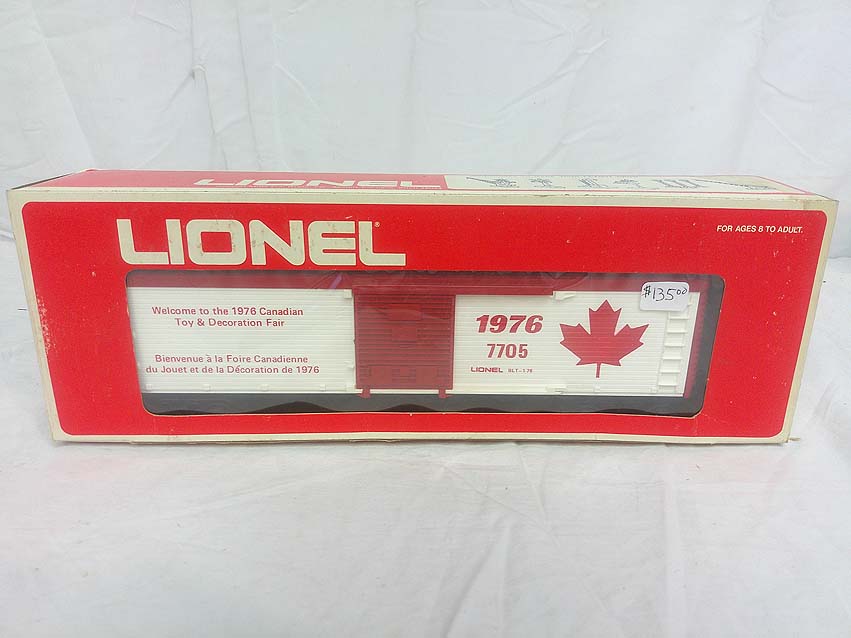 LIONEL
LIONEL®
FOR AGES 8 TO ADULT.
Welcome to the 1976 Canadian
Toy & Decoration Fair
Bienvenue à la Foire Canadienne
du Jouet et de la Décoration de 1976
1976
7705
LIONEL BLT-1-76
$135.00